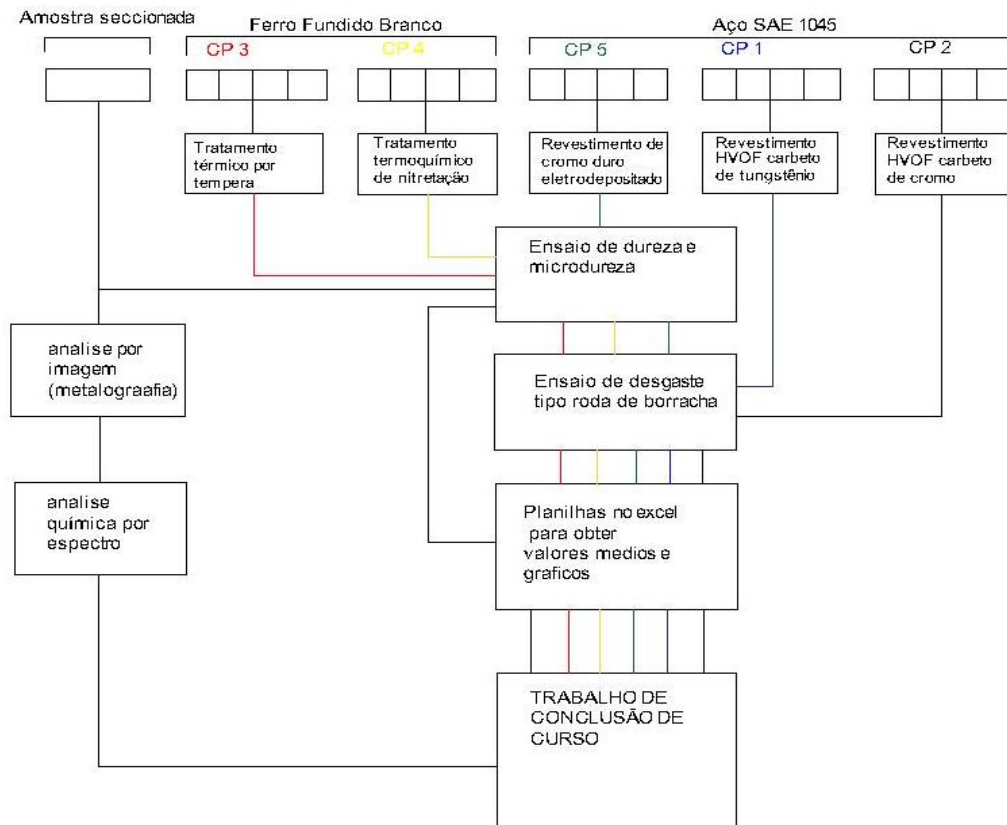 Amostra seccionada
Ferro Fundido Branco
Aço SAE 1045
CP 3
CP 4
CP 5
CP 1
CP 2
Tratamento
térmico por
tempera
Tratamento
termoquímico
de nitretação
Revestimento de
cromo duro
eletrodepositado
Revestimento
HVOF carbeto
de tungstênio
Revestimento
HVOF carbeto
de cromo
Ensaio de dureza e
microdureza
analise por
imagem
(metalograafia)
Ensaio de desgaste
tipo roda de borracha
analise
química por
espectro
Planilhas no excel
para obter
valores medios e
graficos
TRABALHO DE
CONCLUSÃO DE
CURSO